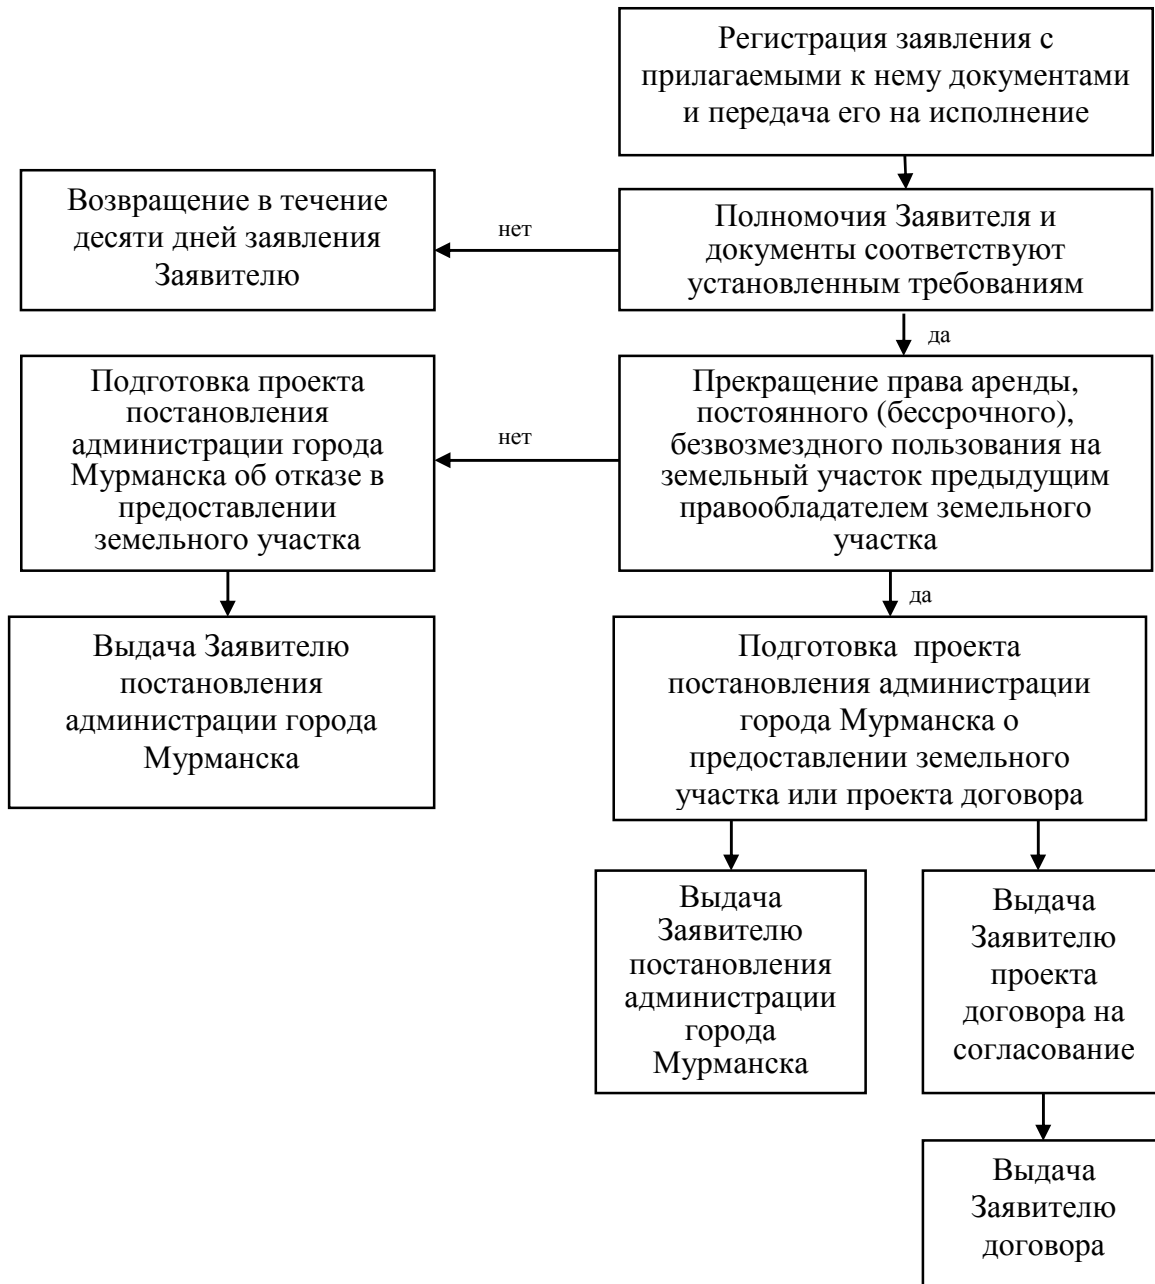 Регистрация заявления с
прилагаемыми к нему документами
и передача его на исполнение
Возвращение в течение
десяти дней заявления
Заявителю
нет
Полномочия Заявителя и
документы соответствуют
установленным требованиям
да
Подготовка проекта
постановления
администрации города
Мурманска об отказе в
предоставлении
земельного участка
нет
Прекращение права аренды,
постоянного (бессрочного),
безвозмездного пользования на
земельный участок предыдущим
правообладателем земельного
участка
да
Выдача Заявителю
постановления
администрации города
Мурманска
Подготовка проекта
постановления администрации
города Мурманска о
предоставлении земельного
участка или проекта договора
Выдача
Заявителю
постановления
администрации
города
Мурманска
Выдача
Заявителю
проекта
договора на
согласование
Выдача
Заявителю
договора